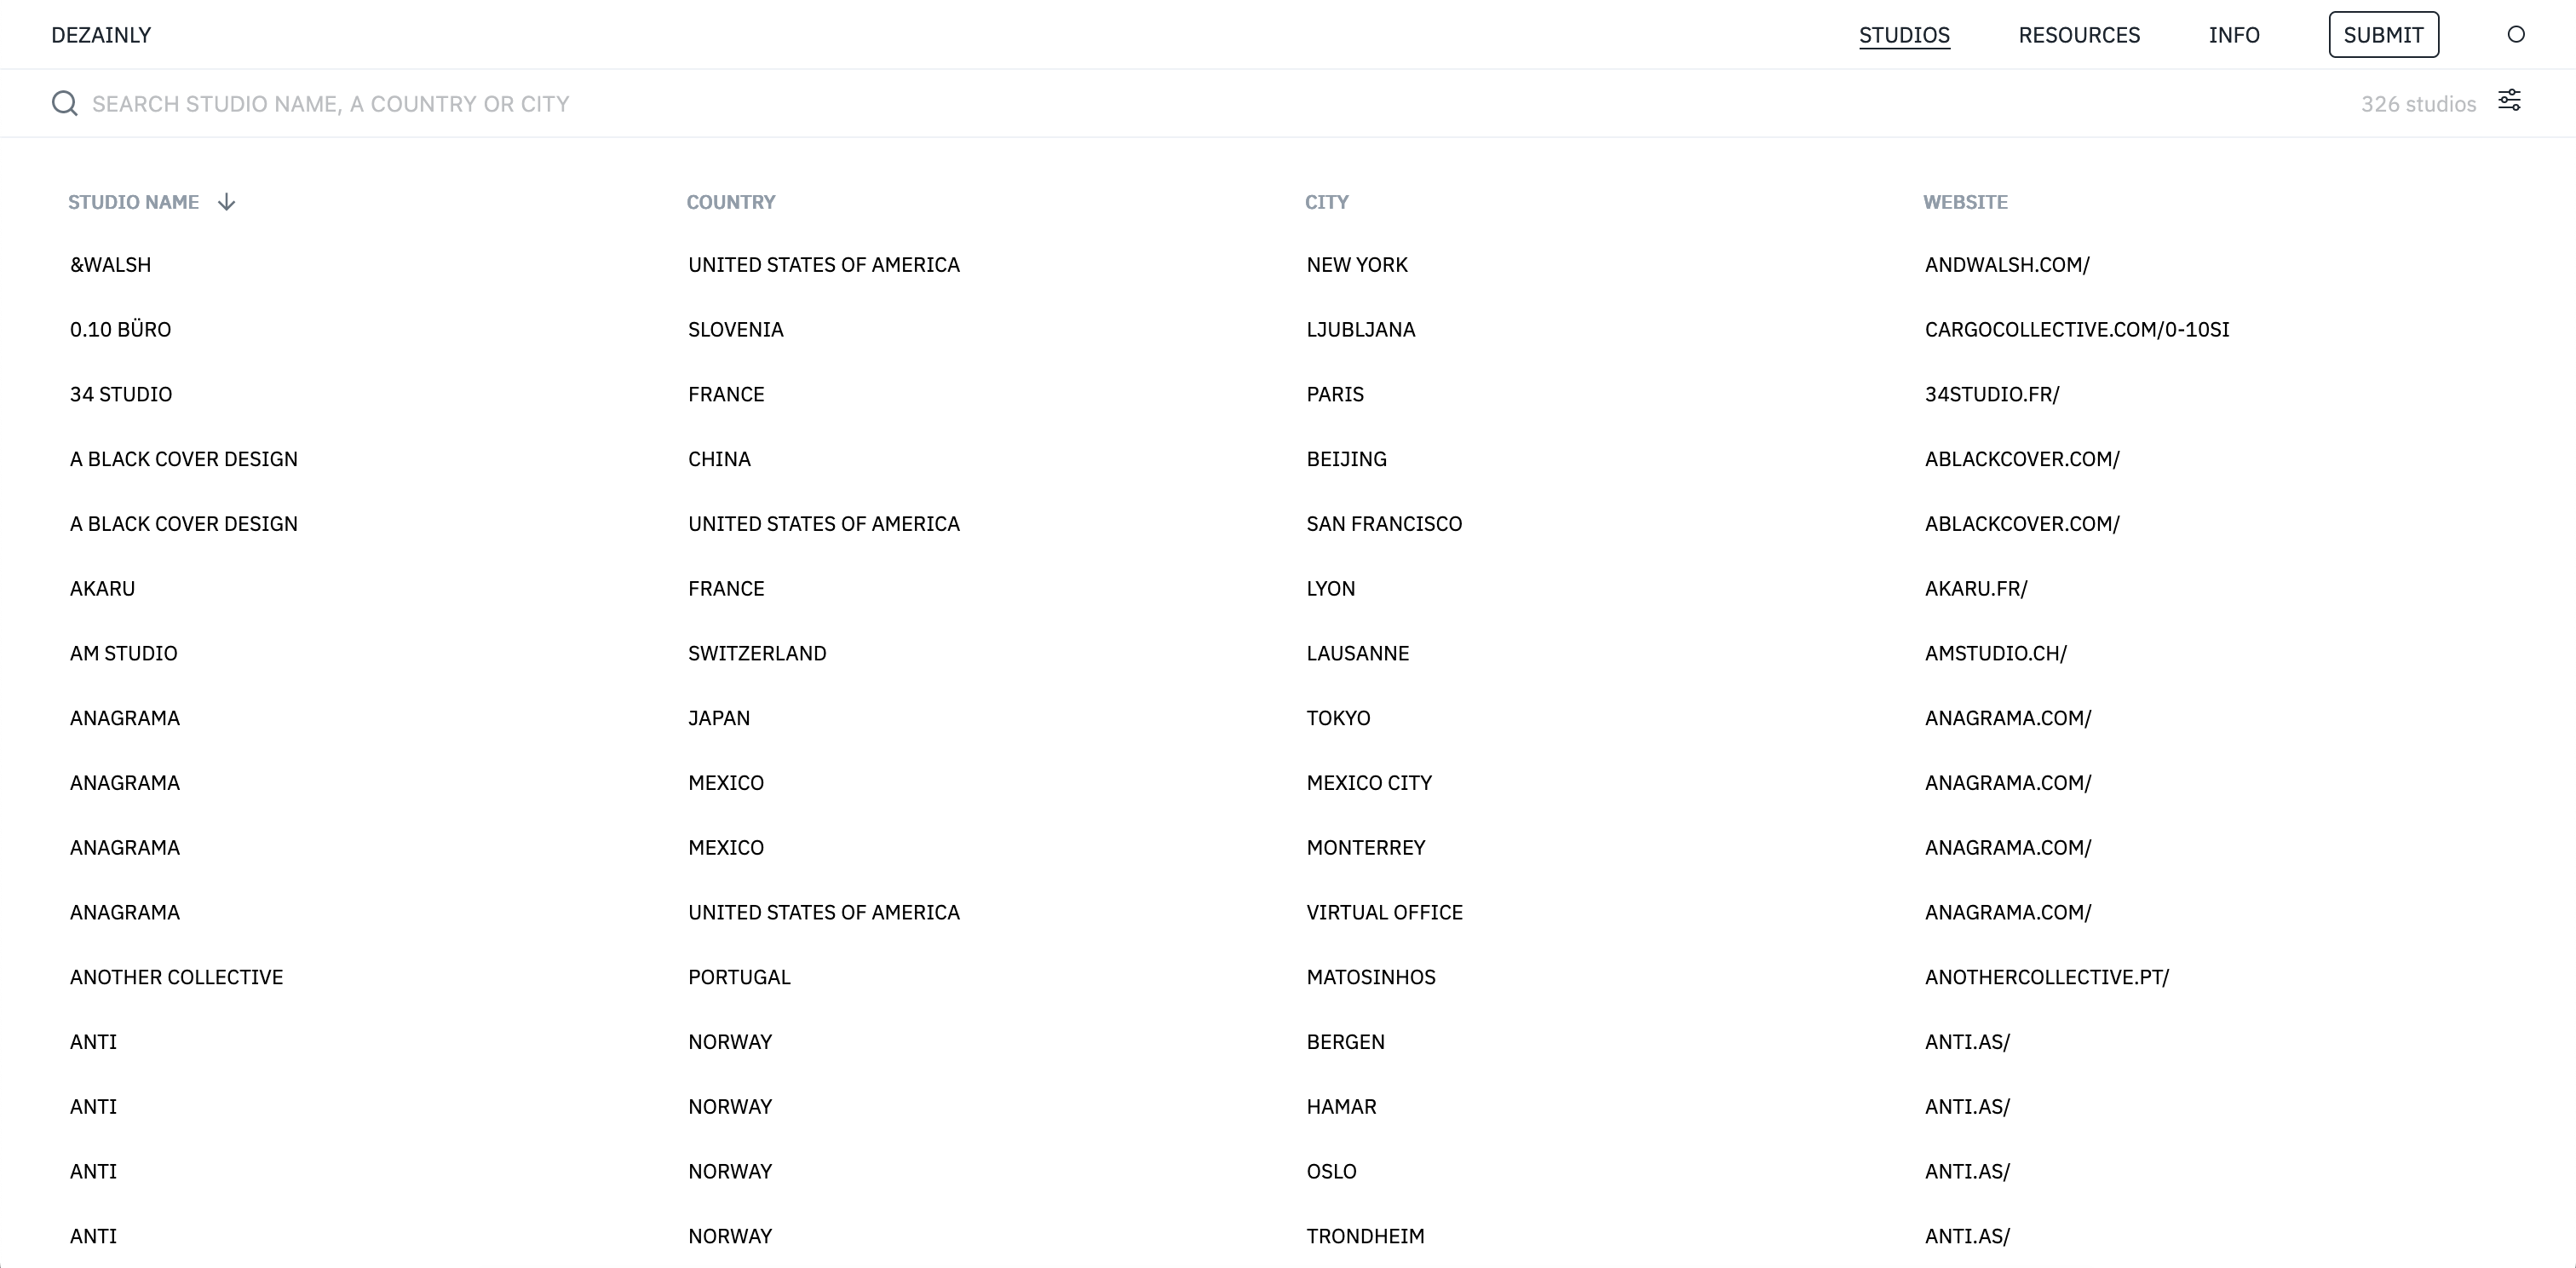 DEZAINLY STUDIOS RESOURCES INFO SUBMIT
SEARCH STUDIO NAME, A COUNTRY OR CITY 326 studios
STUDIO NAME COUNTRY CITY WEBSITE
&WALSH UNITED STATES OF AMERICA NEW YORK ANDWALSH.COM/
0.10 BÜRO SLOVENIA LJUBLJANA CARGOCOLLECTIVE.COM/0-10SI
34 STUDIO FRANCE PARIS 34STUDIO.FR/
A BLACK COVER DESIGN CHINA BEIJING ABLACKCOVER.COM/
A BLACK COVER DESIGN UNITED STATES OF AMERICA SAN FRANCISCO ABLACKCOVER.COM/
AKARU FRANCE LYON AKARU.FR/
AM STUDIO SWITZERLAND LAUSANNE AMSTUDIO.CH/
ANAGRAMA JAPAN TOKYO ANAGRAMA.COM/
ANAGRAMA MEXICO MEXICO CITY ANAGRAMA.COM/
ANAGRAMA MEXICO MONTERREY ANAGRAMA.COM/
ANAGRAMA UNITED STATES OF AMERICA VIRTUAL OFFICE ANAGRAMA.COM/
ANOTHER COLLECTIVE PORTUGAL MATOSINHOS ANOTHERCOLLECTIVE.PT/
ANTI NORWAY BERGEN ANTI.AS/
ANTI NORWAY HAMAR ANTI.AS/
ANTI NORWAY OSLO ANTI.AS/
ANTI NORWAY TRONDHEIM ANTI.AS/